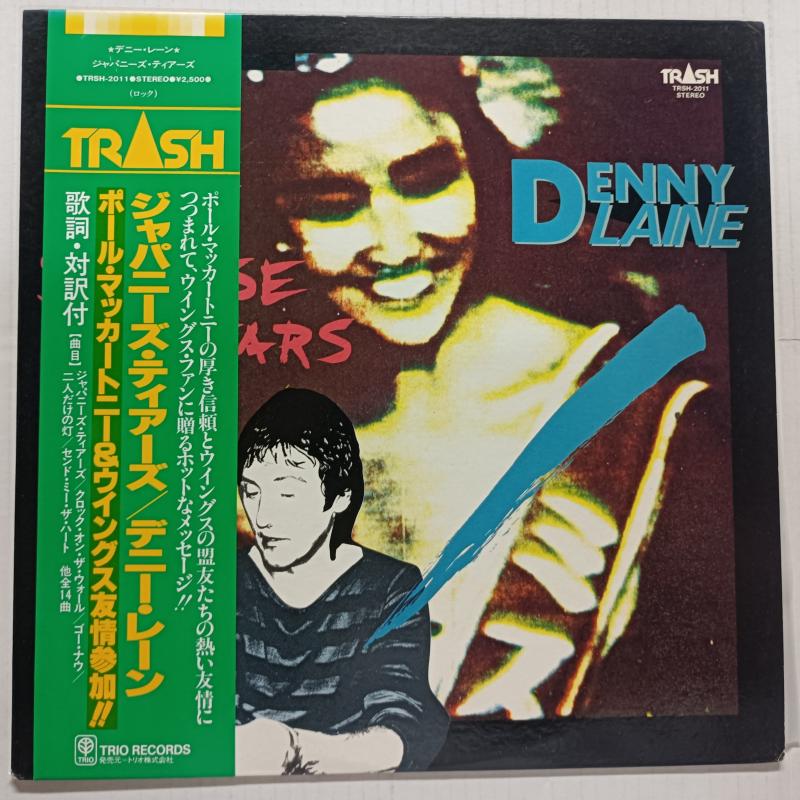 ★デニー・レーン★
ジャパニーズ・ティアーズ
●TRSH-2011●STEREO●¥2,500●
(ロック)
TRASH
ポール・マッカートニーの厚き信頼とウイングスの盟友たちの熱い友情に
つつまれて、ウイングス・ファンに贈るホットなメッセージ!!
ジャパニーズ・ティアーズ/デニー・レーン
ポール・マッカートニー&ウイングス友情参加!!
歌詞・対訳付
[曲目]
ジャパニーズ・ティアーズ/クロック・オン・ザ・ウォール/ゴー・ナウ/
二人だけの灯/センド・ミー・ザ・ハート 他全14曲
TRIO
TRIO RECORDS
発売元-トリオ株式会社
TRASH
TRSH-2011
STEREO
DENNY
LAINE
SE
ARS